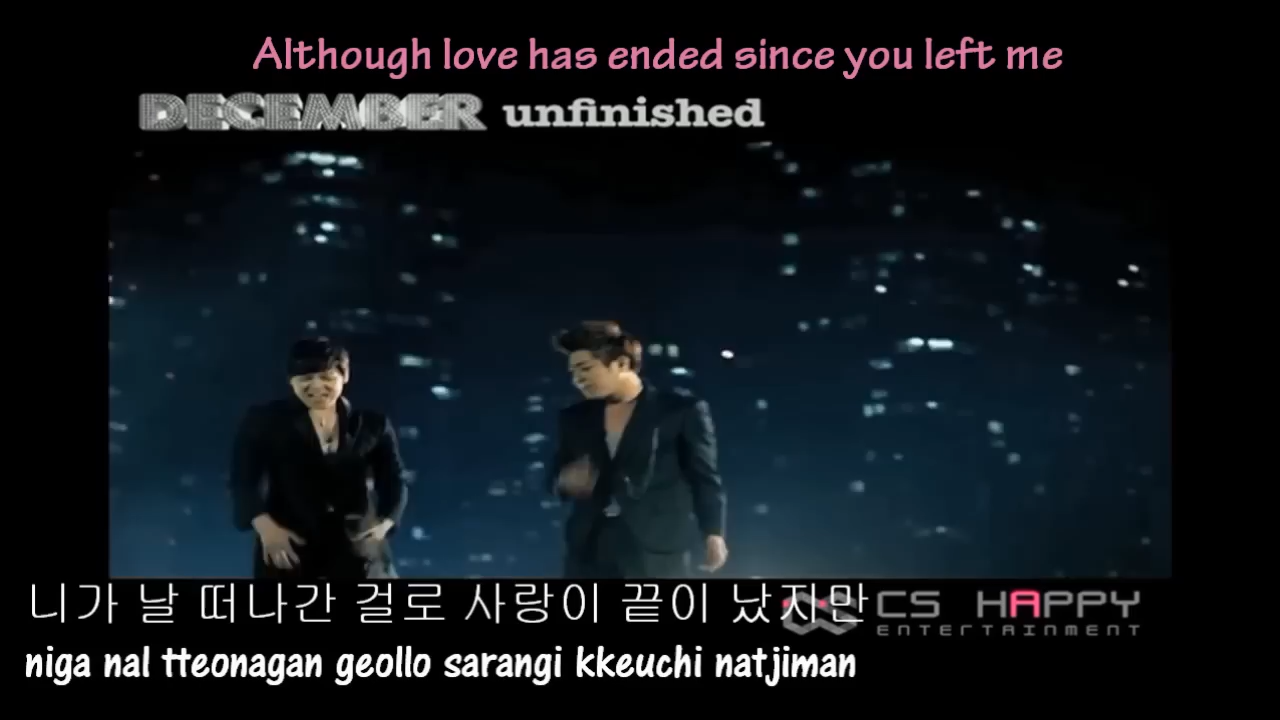 Although love has ended since you left me
DECEMBER unfinished
니가 날 떠나간 걸로 사랑이 끝이 났지만
CS HAPPY
ENTERTAINMENT
niga nal tteonagan geollo sarangi kkeuchi natjiman